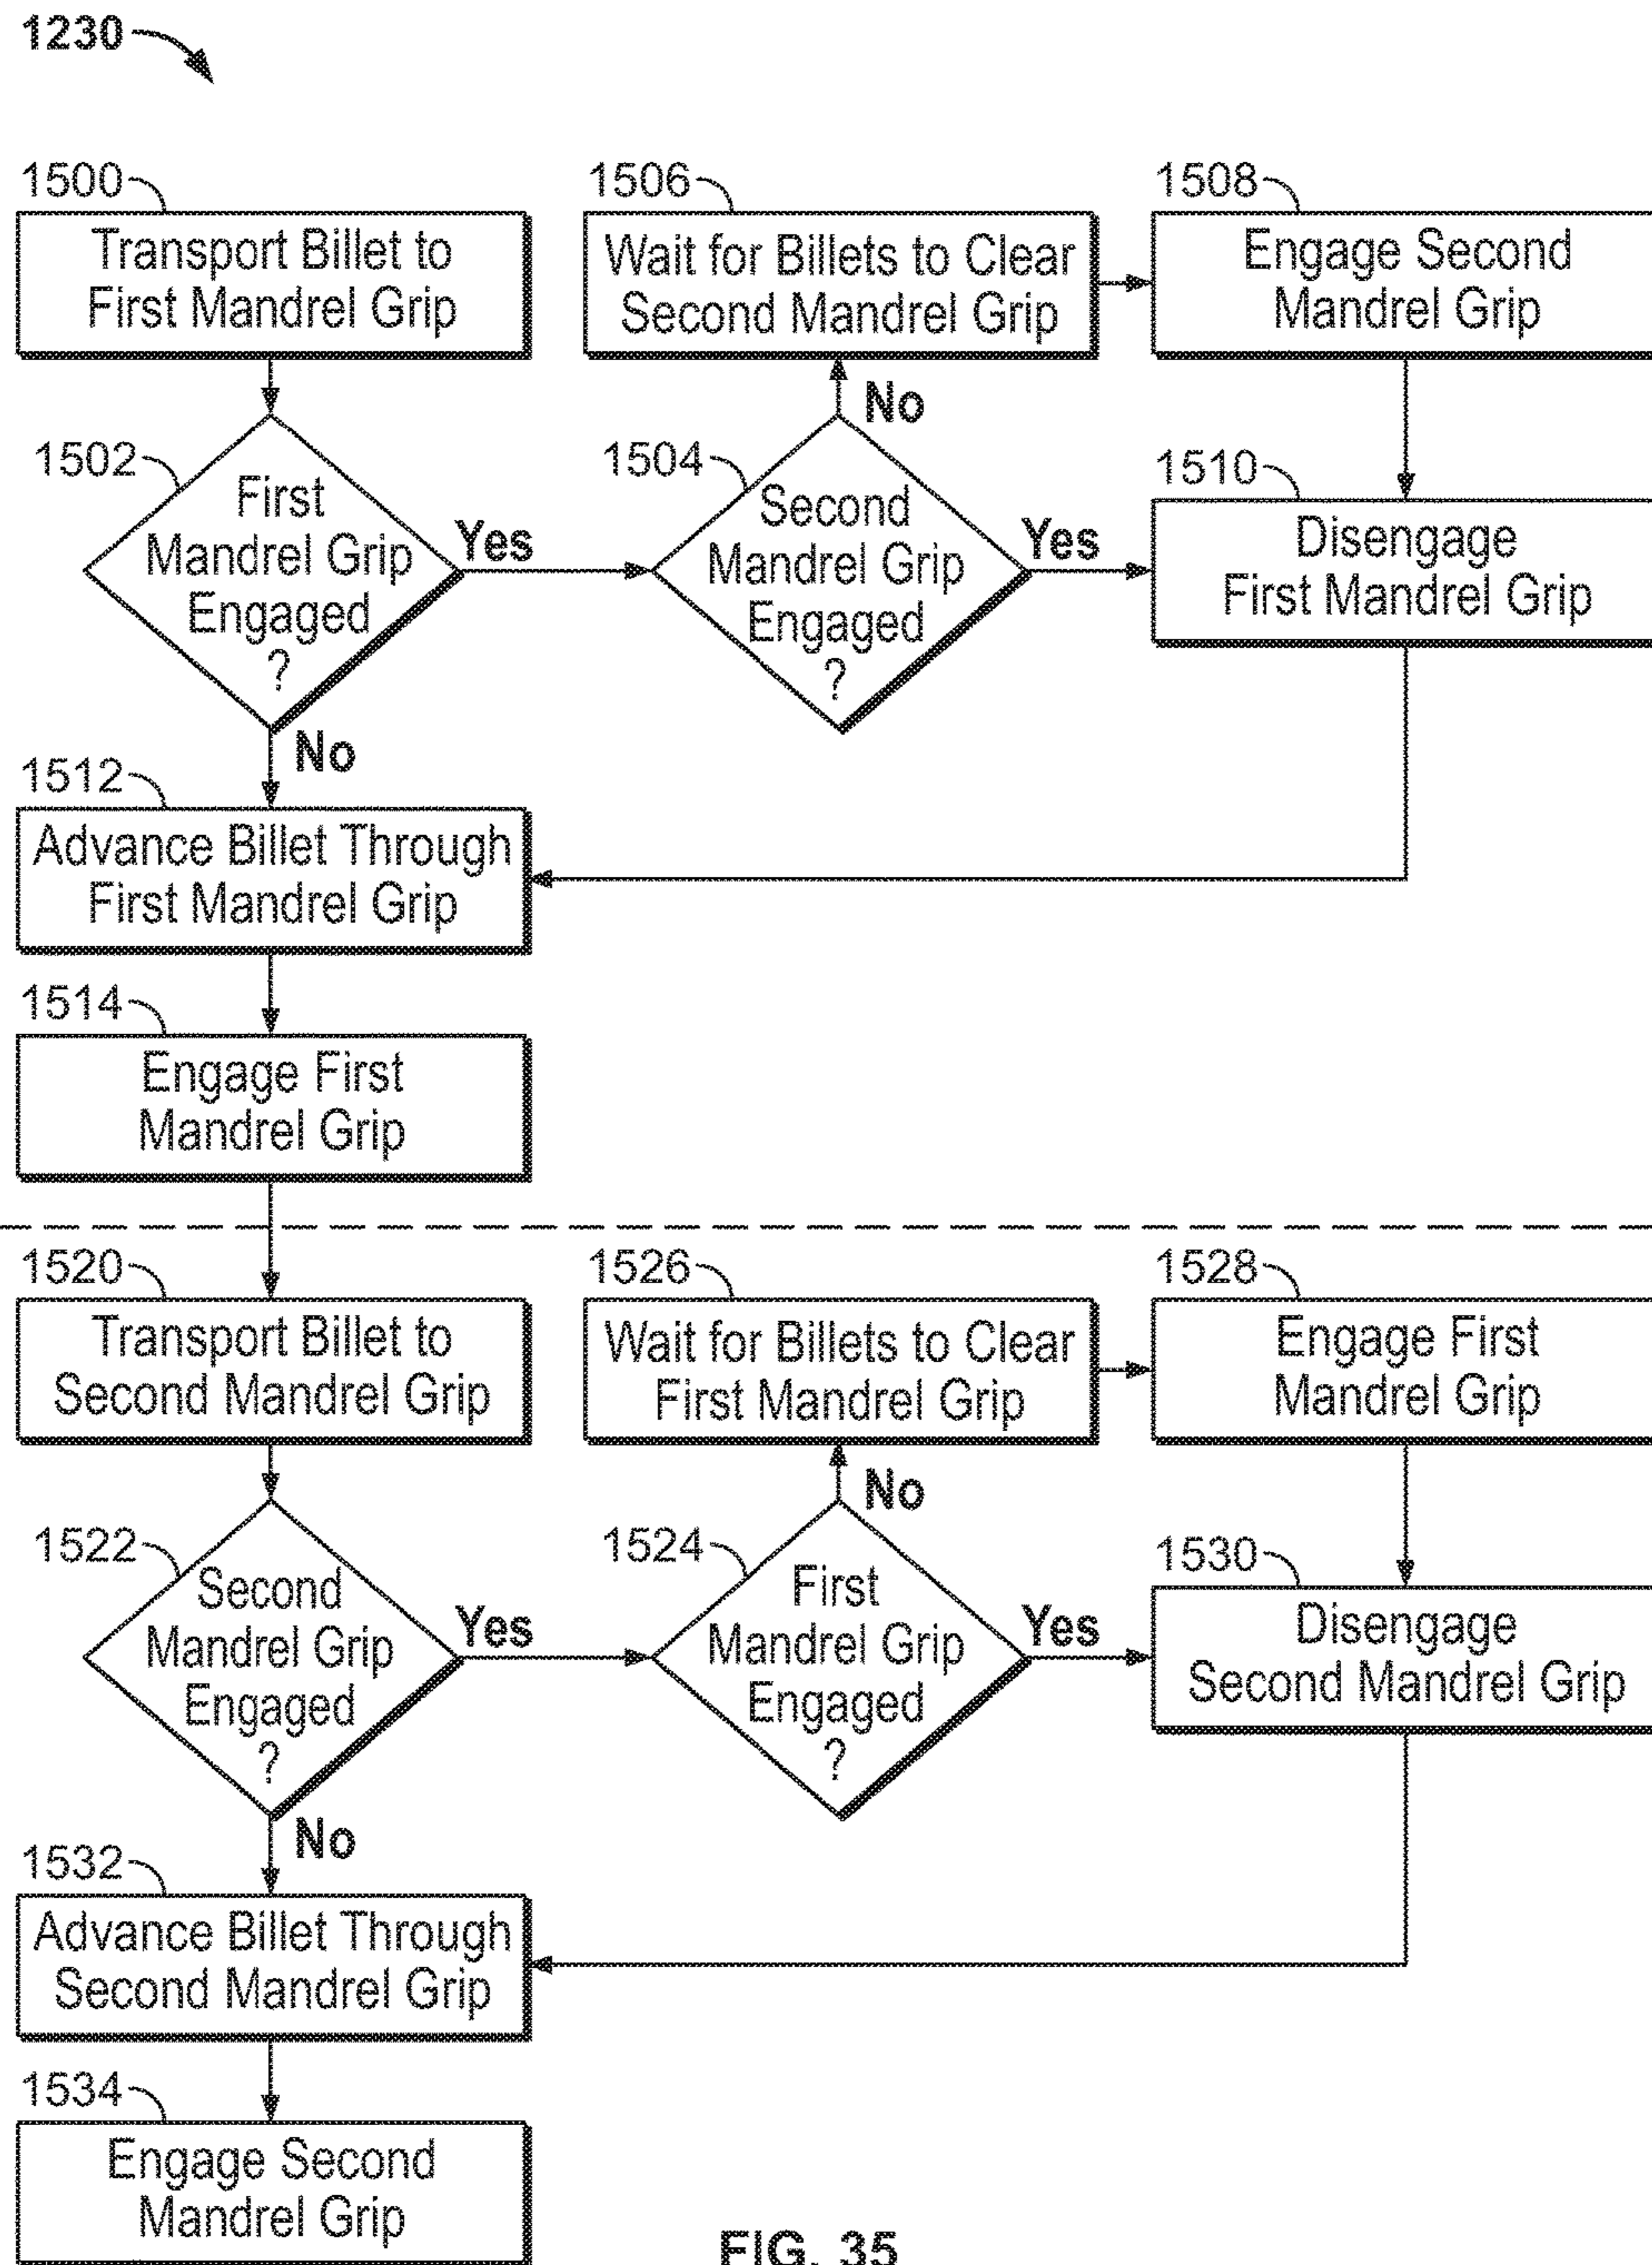 1230
1500
Transport Billet to
First Mandrel Grip
1506
Wait for Billets to Clear
Second Mandrel Grip
1508
Engage Second
Mandrel Grip
1502
First
Mandrel Grip
Engaged
?
Yes
No
1504
Second
Mandrel Grip
Engaged
?
No
Yes
1510
Disengage
First Mandrel Grip
1512
Advance Billet Through
First Mandrel Grip
1514
Engage First
Mandrel Grip
1520
Transport Billet to
Second Mandrel Grip
1526
Wait for Billets to Clear
First Mandrel Grip
1528
Engage First
Mandrel Grip
1522
Second
Mandrel Grip
Engaged
?
Yes
No
1524
First
Mandrel Grip
Engaged
?
No
Yes
1530
Disengage
Second Mandrel Grip
1532
Advance Billet Through
Second Mandrel Grip
1534
Engage Second
Mandrel Grip
FIG. 35